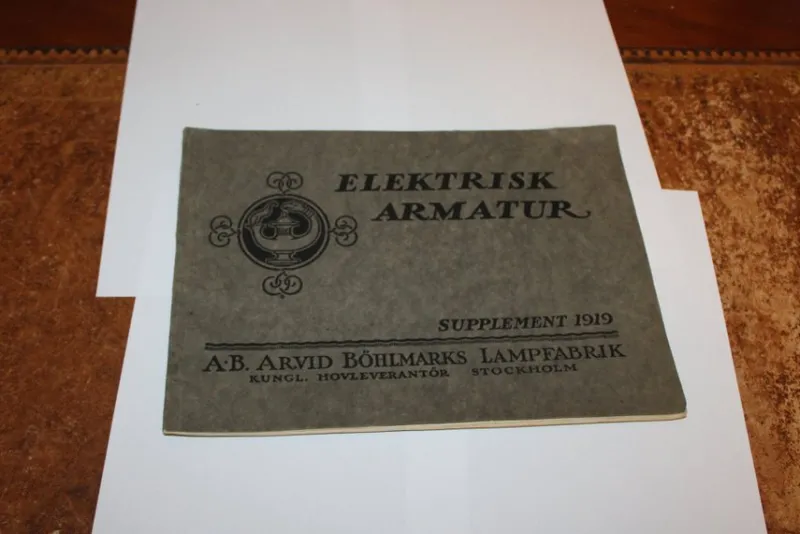 ELEKTRISK
ARMATUR
SUPPLEMENT 1919
A·B. ARVID BÖHLMARKS LAMPFABRIK
KUNGL. HOVLEVERANTÖR STOCKHOLM